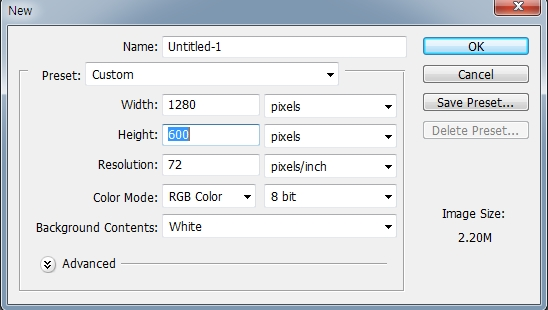 New
Name: Untitled-1
OK
Preset: Custom
Cancel
Width: 1280 pixels
Save Preset...
Height: 600 pixels
Delete Preset...
Resolution: 72 pixels/inch
Color Mode: RGB Color 8 bit
Image Size:
Background Contents: White
2.20M
Advanced